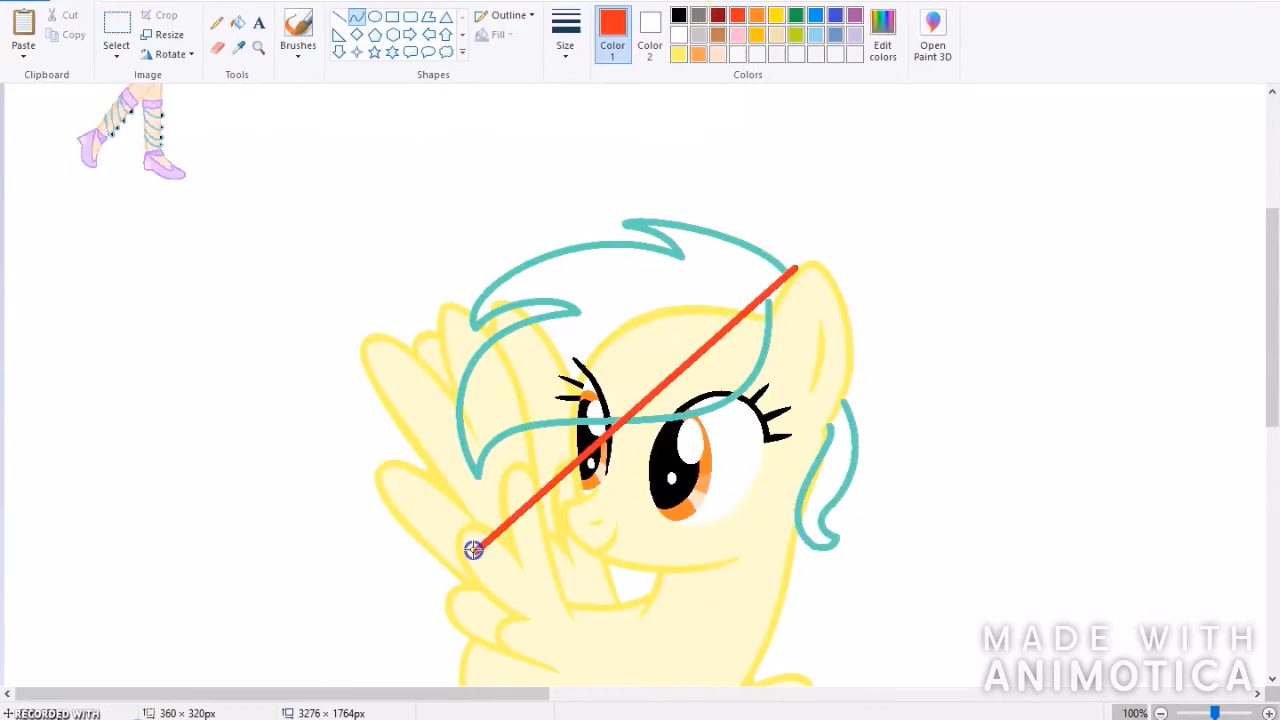 Cut
Copy
Paste
Clipboard
Select
Crop
Resize
Rotate
Image
A
Tools
Brushes
Shapes
Outline
Fill
Size
Color
1
Color
2
Colors
Edit
colors
Open
Paint 3D
MADE WITH
ANIMOTICA
RECORDED WITH
360 × 320px
3276 × 1764px
100%